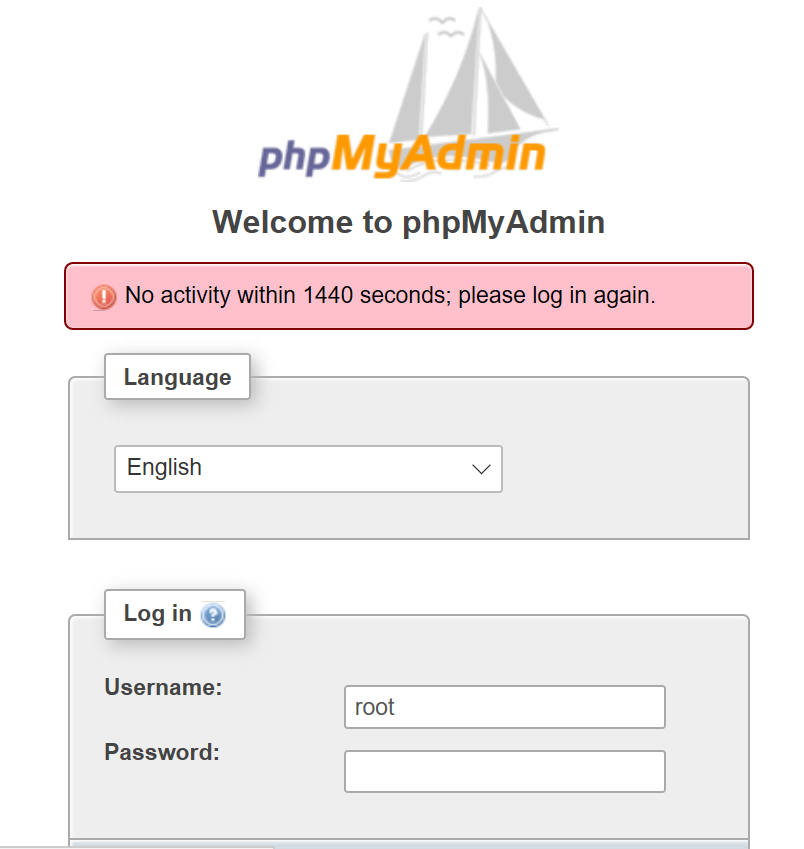 phpMyAdmin
Welcome to phpMyAdmin
No activity within 1440 seconds; please log in again.
Language
English
Log in
Username:
root
Password: